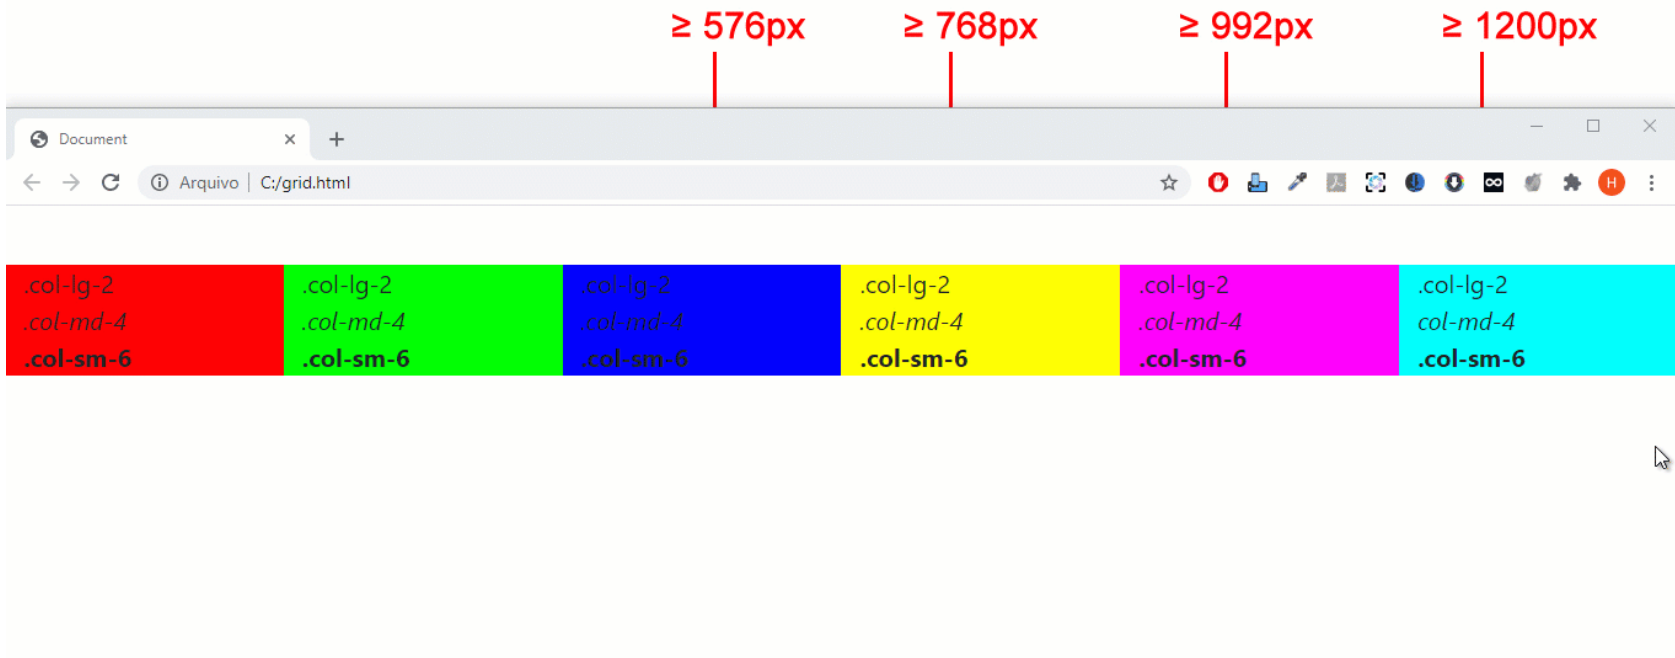 ≥ 576px ≥ 768px ≥ 992px ≥ 1200px
Document
Arquivo C:/grid.html
H
.col-lg-2 .col-lg-2 .col-lg-2 .col-lg-2 .col-lg-2 .col-lg-2
.col-md-4 .col-md-4 .col-md-4 .col-md-4 .col-md-4 col-md-4
.col-sm-6 .col-sm-6 .col-sm-6 .col-sm-6 .col-sm-6 .col-sm-6